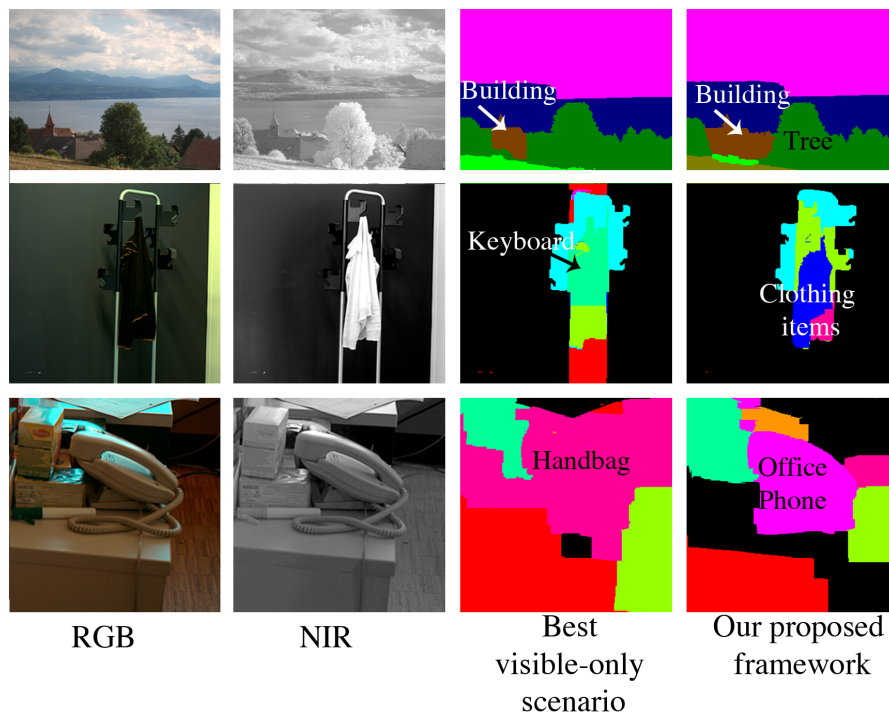 Building
Building
Tree
Keyboard
Clothing
items
Handbag
Office
Phone
RGB
NIR
Best
visible-only
scenario
Our proposed
framework